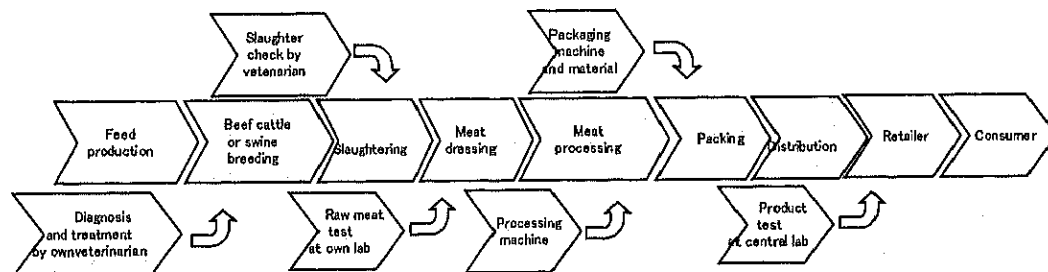 Slaughter
check by
vetenarian
Packaging
machine
and material
Feed
production
Beef cattle
or swine
breeding
Slaughtering
Meat
dressing
Meat
processing
Packing
Distribution
Retailer
Consumer
Diagnosis
and treatment
by ownveterinarian
Raw meat
test
at own lab
Processing
machine
Product
test
at central lab